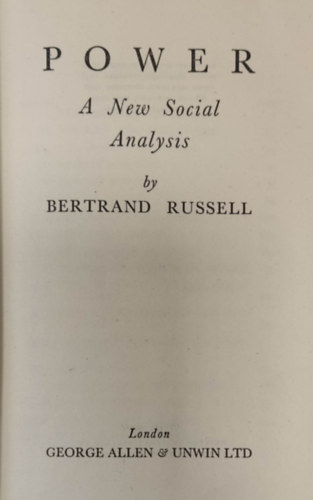 POWER
A New Social
Analysis
by
BERTRAND RUSSELL
London
GEORGE ALLEN & UNWIN LTD